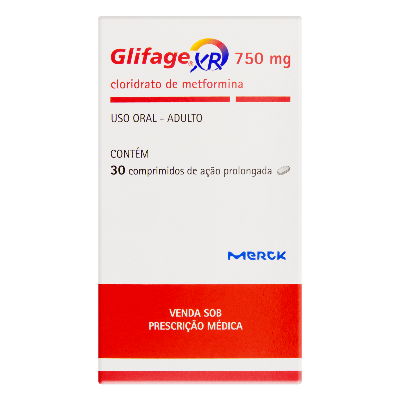 Glifage® XR 750 mg
cloridrato de metformina
USO ORAL – ADULTO
CONTÉM
30 comprimidos de ação prolongada
MERCK
VENDA SOB
PRESCRIÇÃO MÉDICA